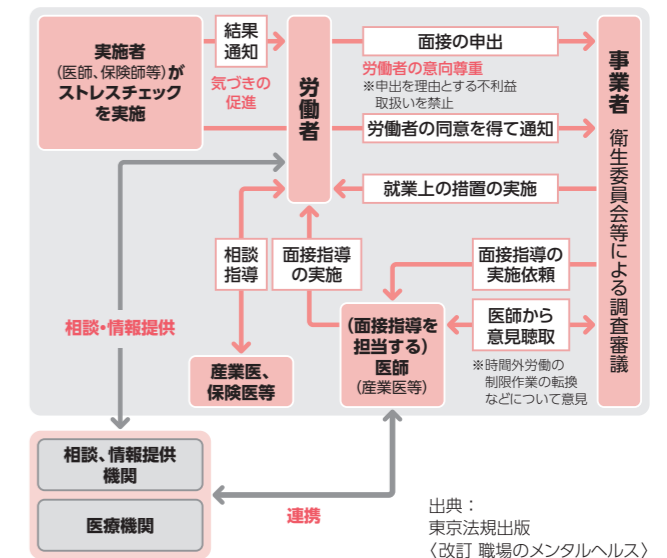 実施者
(医師、保険師等)が
ストレスチェック
を実施
結果
通知
気づきの
促進
労働者
面接の申出
労働者の意向尊重
※申出を理由とする不利益
取扱いを禁止
労働者の同意を得て通知
就業上の措置の実施
事業者 衛生委員会等による調査審議
相談
指導
面接指導
の実施
面接指導の
実施依頼
医師から
意見聴取
※時間外労働の
制限作業の転換
などについて意見
相談・情報提供
産業医、
保険医等
(面接指導を
担当する)
医師
(産業医等)
相談、情報提供
機関
医療機関
連携
出典：
東京法規出版
〈改訂 職場のメンタルヘルス〉